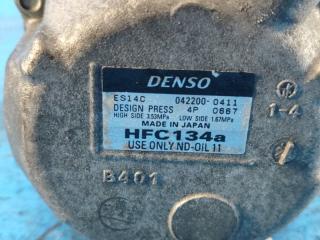 DENSO
ES14C 042200-0411
DESIGN PRESS 4P 0867
HIGH SIDE 3.53MPa LOW SIDE 1.67MPa
MADE IN JAPAN
HFC134a
USE ONLY ND-OIL 11
1-4
B401